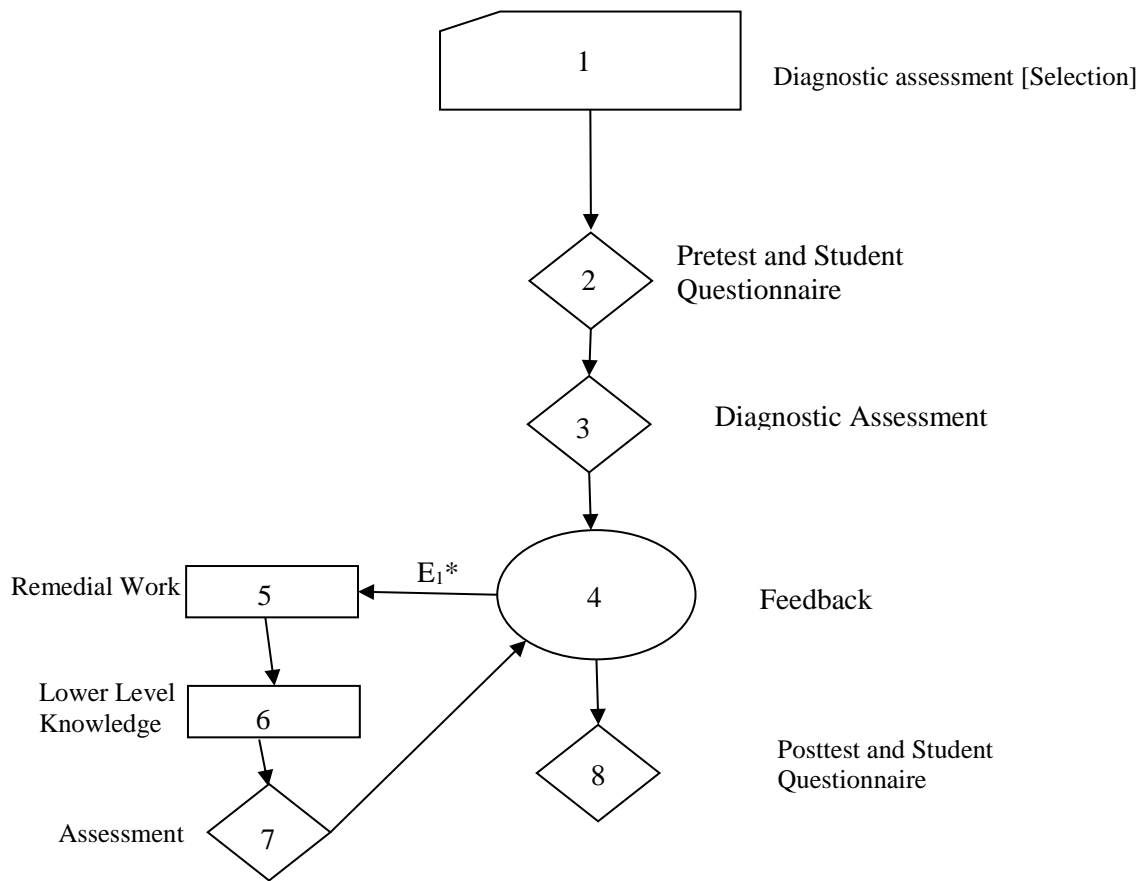 1
Diagnostic assessment [Selection]
2
Pretest and Student
Questionnaire
3
Diagnostic Assessment
Remedial Work
5
E₁*
4
Feedback
Lower Level
Knowledge
6
8
Posttest and Student
Questionnaire
Assessment
7